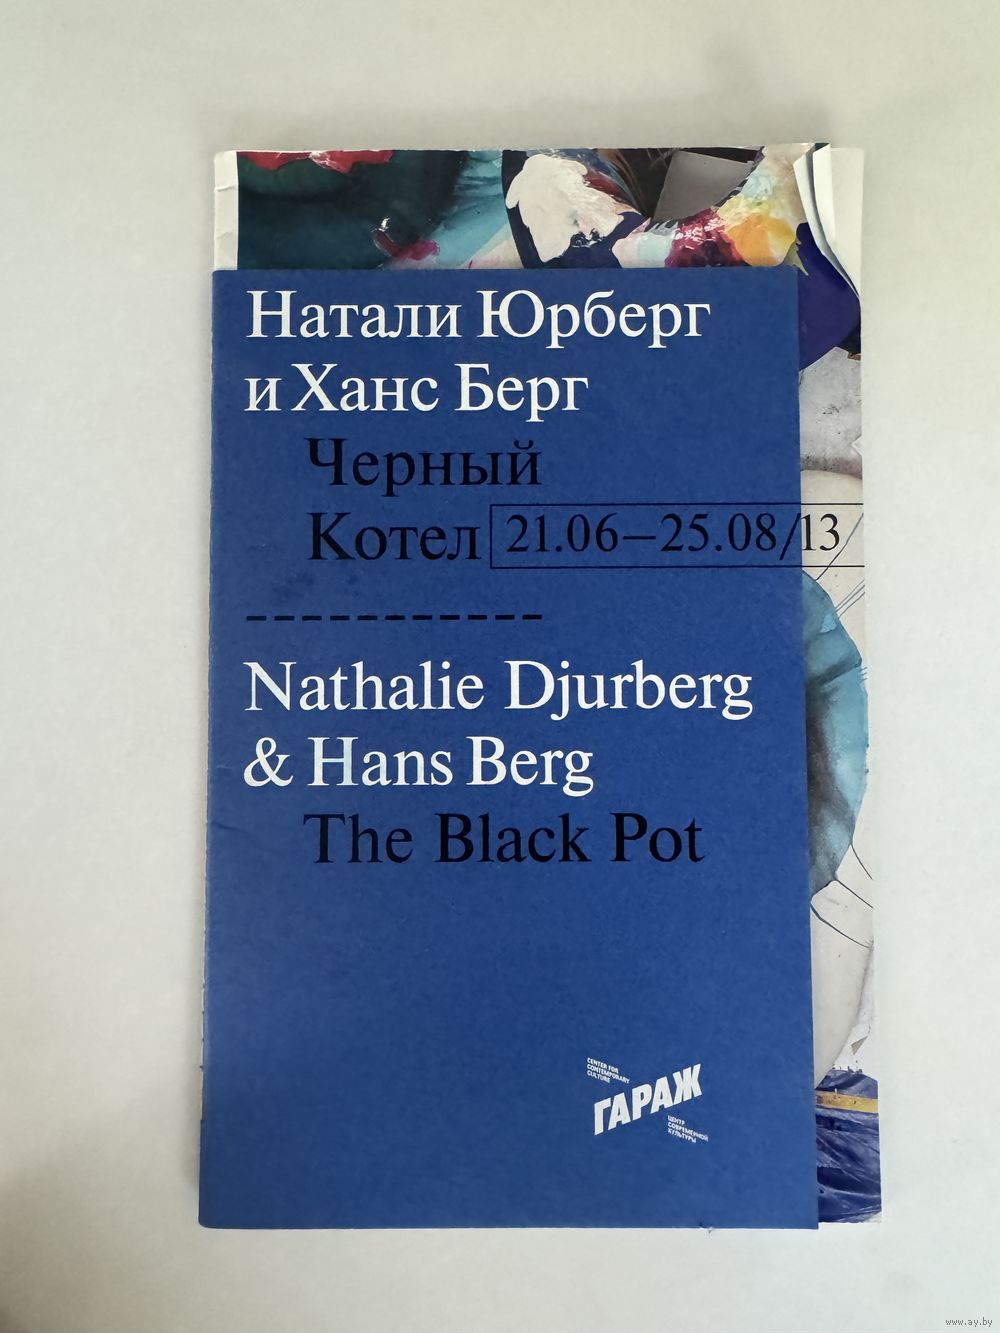 Натали Юрберг
и Ханс Берг
Черный
Котел 21.06–25.08/13
Nathalie Djurberg
& Hans Berg
The Black Pot
CENTER FOR
CONTEMPORARY
CULTURE
ГАРАЖ
ЦЕНТР
СОВРЕМЕННОЙ
КУЛЬТУРЫ
www.ay.by